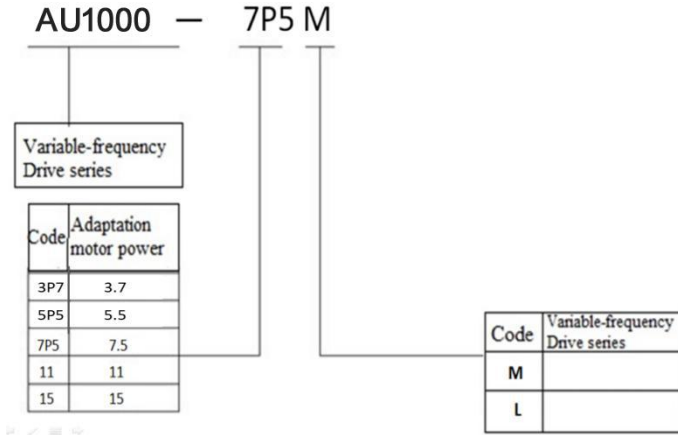 AU1000 — 7P5 M
Variable-frequency
Drive series
Code Adaptation
motor power
3P7 3.7
5P5 5.5
7P5 7.5
11 11
15 15
Code Variable-frequency
Drive series
M
L